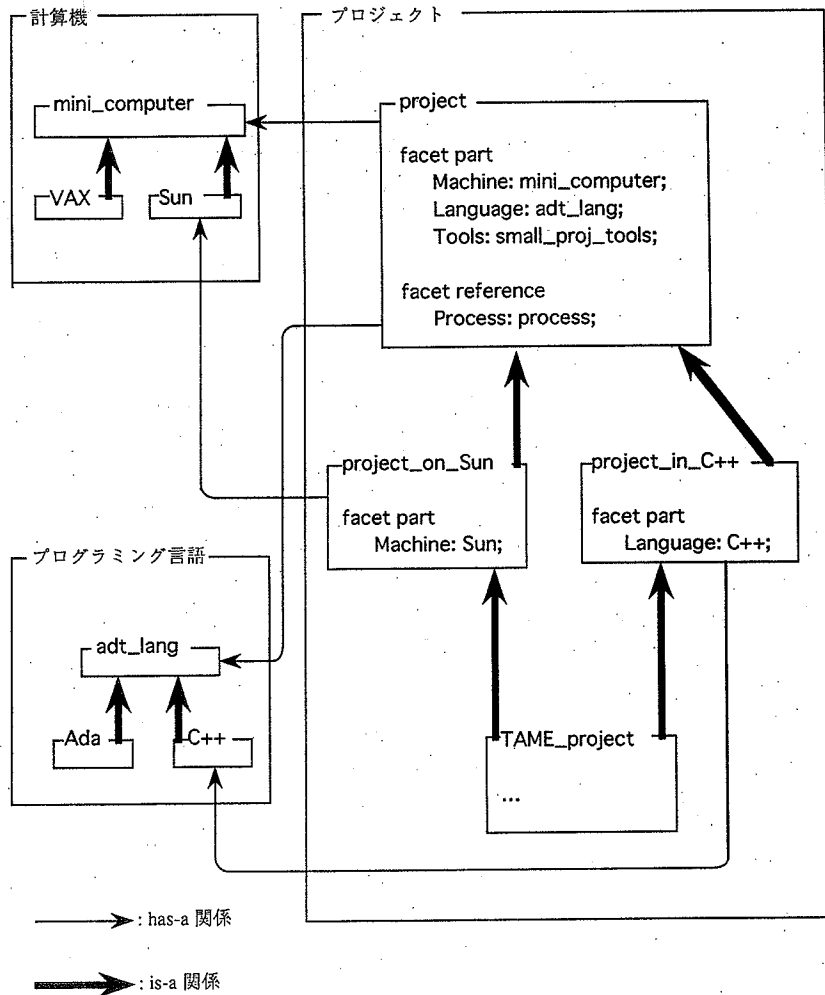 計算機
mini_computer
VAX
Sun
プロジェクト
project
facet part
Machine: mini_computer;
Language: adt_lang;
Tools: small_proj_tools;
facet reference
Process: process;
project_on_Sun
facet part
Machine: Sun;
project_in_C++
facet part
Language: C++;
プログラミング言語
adt_lang
Ada
C++
TAME_project
...
: has-a 関係
: is-a 関係